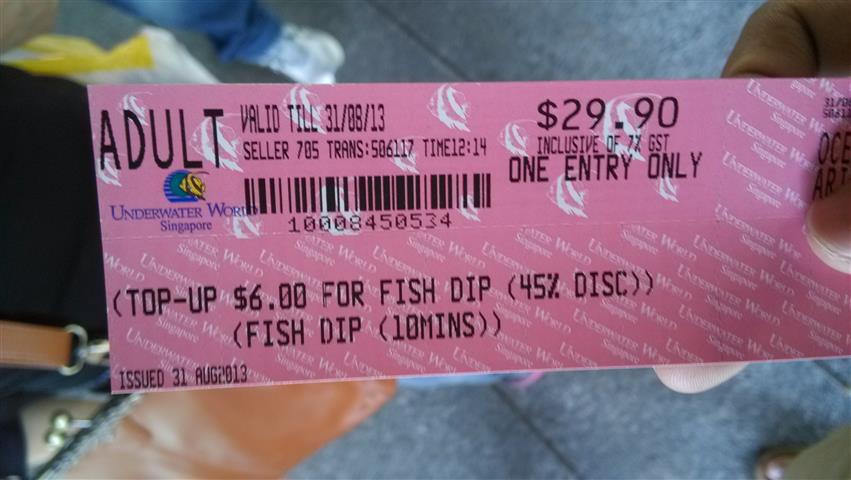 ADULT
VALID TILL 31/08/13
SELLER 705 TRANS:506117 TIME12:14
10008450534
UNDERWATER WORLD
Singapore
$29.90
INCLUSIVE OF 7% GST
ONE ENTRY ONLY
(TOP-UP $6.00 FOR FISH DIP (45% DISC))
(FISH DIP (10MINS))
ISSUED 31 AUG2013